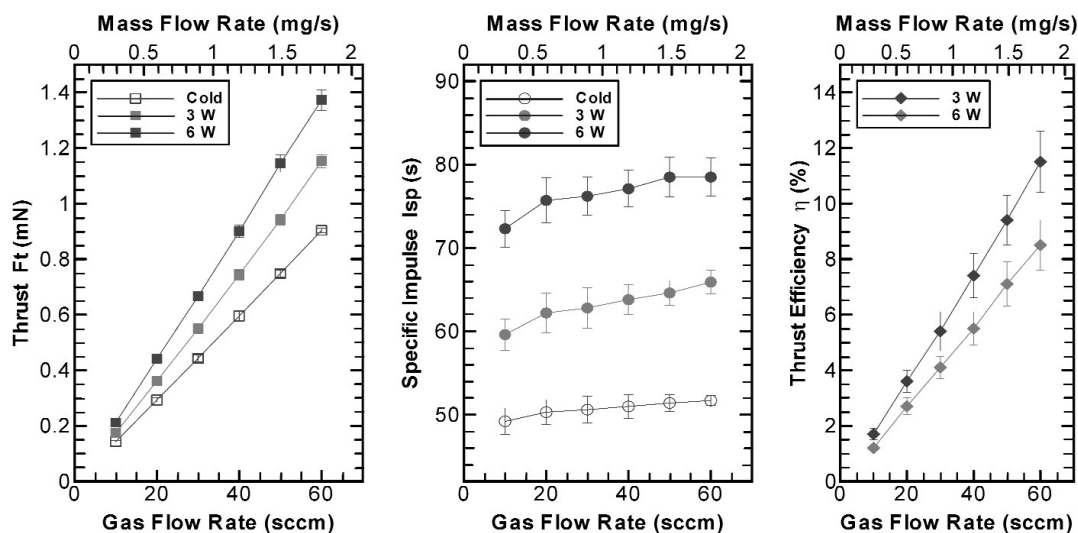 Mass Flow Rate (mg/s)
0 0.5 1 1.5 2
Thrust Ft (mN)
1.4
1.2
1
0.8
0.6
0.4
0.2
0
Cold
3 W
6 W
0 20 40 60
Gas Flow Rate (sccm)
Mass Flow Rate (mg/s)
0 0.5 1 1.5 2
Specific Impulse Isp (s)
90
80
70
60
50
Cold
3 W
6 W
0 20 40 60
Gas Flow Rate (sccm)
Mass Flow Rate (mg/s)
0 0.5 1 1.5 2
Thrust Efficiency η (%)
14
12
10
8
6
4
2
0
3 W
6 W
0 20 40 60
Gas Flow Rate (sccm)